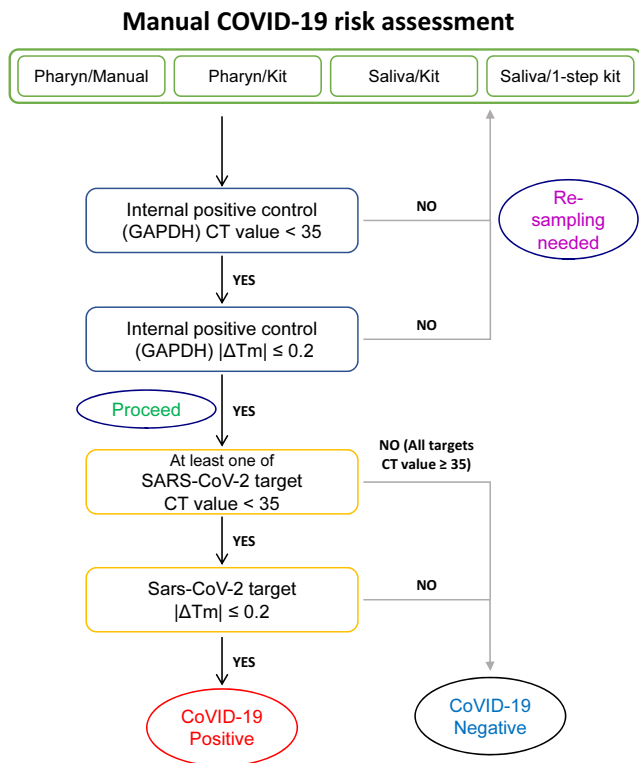 Manual COVID-19 risk assessment
Pharyn/Manual
Pharyn/Kit
Saliva/Kit
Saliva/1-step kit
Internal positive control
(GAPDH) CT value < 35
NO
Re-
sampling
needed
YES
Internal positive control
(GAPDH) |ΔTm| ≤ 0.2
NO
Proceed
YES
At least one of
SARS-CoV-2 target
CT value < 35
NO (All targets
CT value ≥ 35)
YES
Sars-CoV-2 target
|ΔTm| ≤ 0.2
NO
YES
CoVID-19
Positive
CoVID-19
Negative